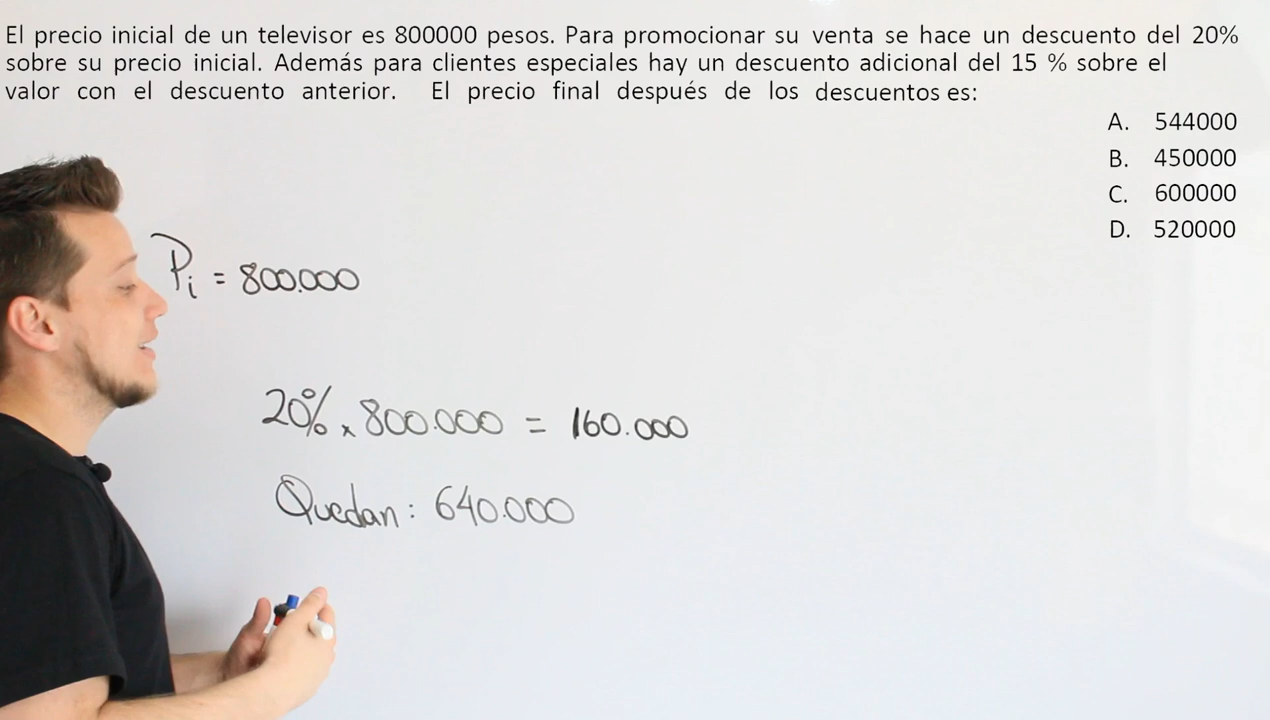 El precio inicial de un televisor es 800000 pesos. Para promocionar su venta se hace un descuento del 20%
sobre su precio inicial. Además para clientes especiales hay un descuento adicional del 15 % sobre el
valor con el descuento anterior. El precio final después de los descuentos es:
A. 544000
B. 450000
C. 600000
D. 520000
Pi = 800.000
20% x 800.000 = 160.000
Quedan: 640.000